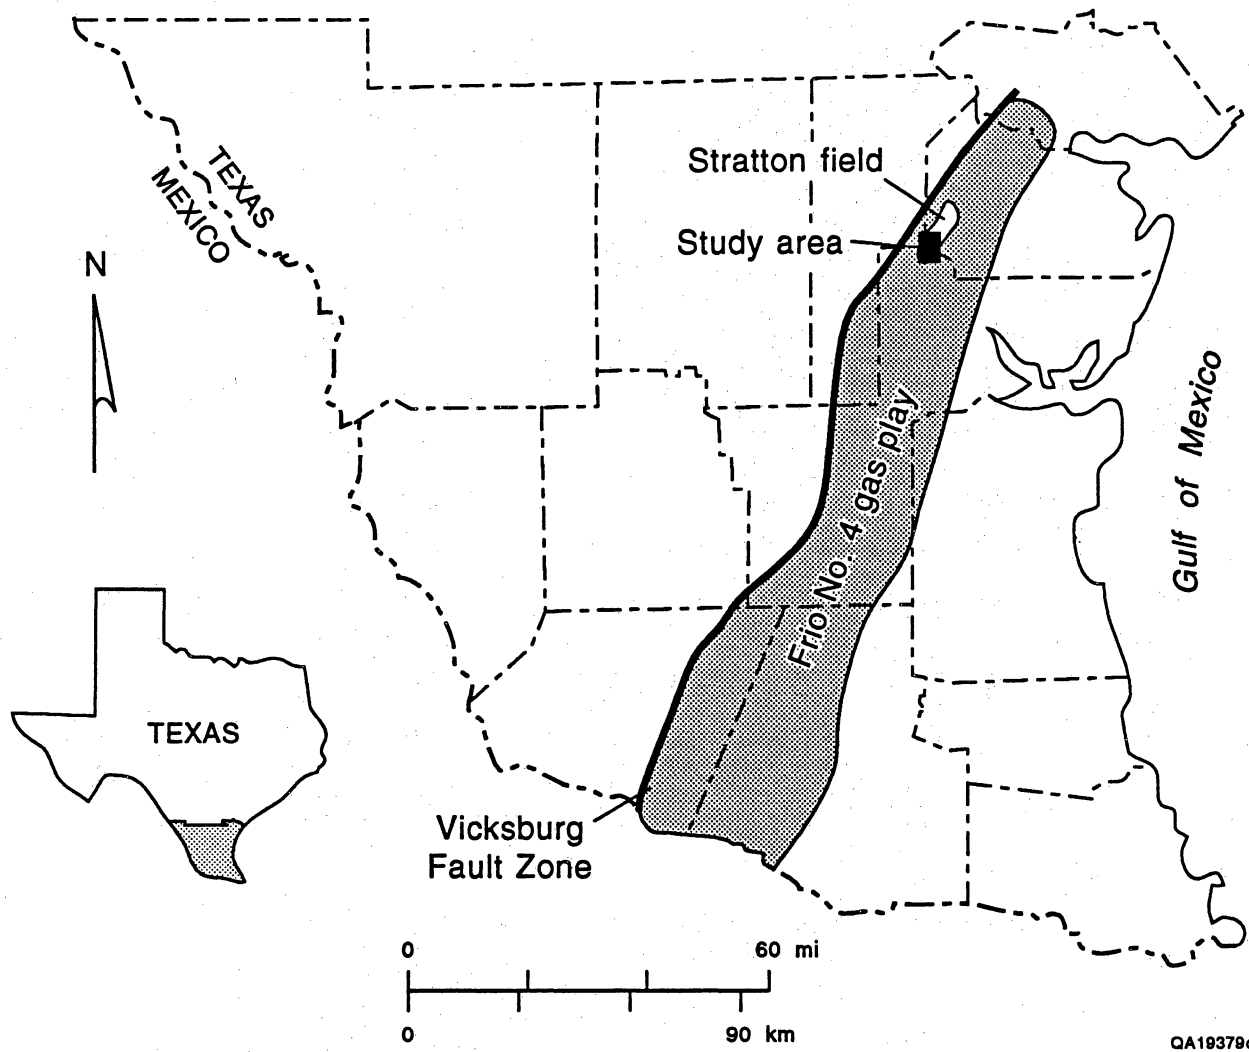 Stratton field
TEXAS
MEXICO
Study area
N
Gulf of Mexico
Frio No. 4 gas play
TEXAS
Vicksburg
Fault Zone
0 60 mi
0 90 km